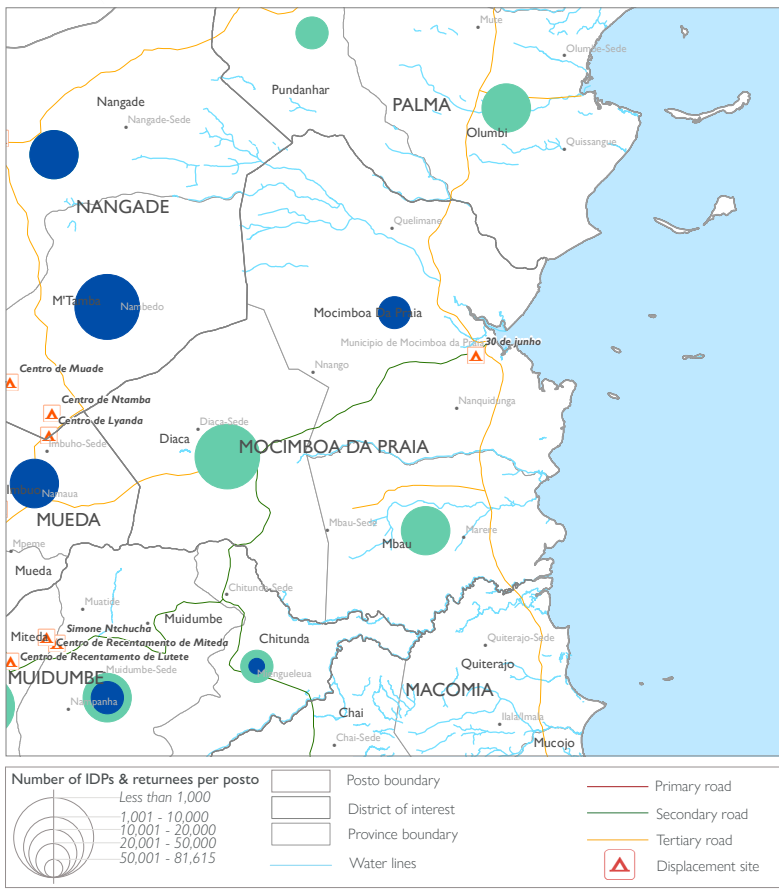 Mute
Olumbe-Sede
Pundanhar
Nangade
PALMA
Nangade-Sede
Olumbi
Quissangue
NANGADE
Quelimane
M'Tamba
Nambedo
Mocimboa Da Praia
Municipio de Mocimboa da Praia
30 de junho
Centro de Muade
Nnango
Centro de Ntamba
Nanquidunga
Centro de Lyanda
Diaca-Sede
Diaca
MOCIMBOA DA PRAIA
Imbuho-Sede
Namaua
MUEDA
Mbau-Sede
Marere
Mbau
Mpeme
Mueda
Chitunda-Sede
Muatide
Muidumbe
Simone Ntchucha
Miteda
Centro de Recentamento de Miteda
Chitunda
Quiterajo-Sede
Centro de Recentamento de Lutete
Muidumbe-Sede
Quiterajo
MUIDUMBE
MACOMIA
Nampanha
Chai
Ilala/Imala
Chai-Sede
Mucojo
Number of IDPs & returnees per posto
Less than 1,000
1,001 - 10,000
10,001 - 20,000
20,001 - 50,000
50,001 - 81,615
Posto boundary
District of interest
Province boundary
Water lines
Primary road
Secondary road
Tertiary road
Displacement site